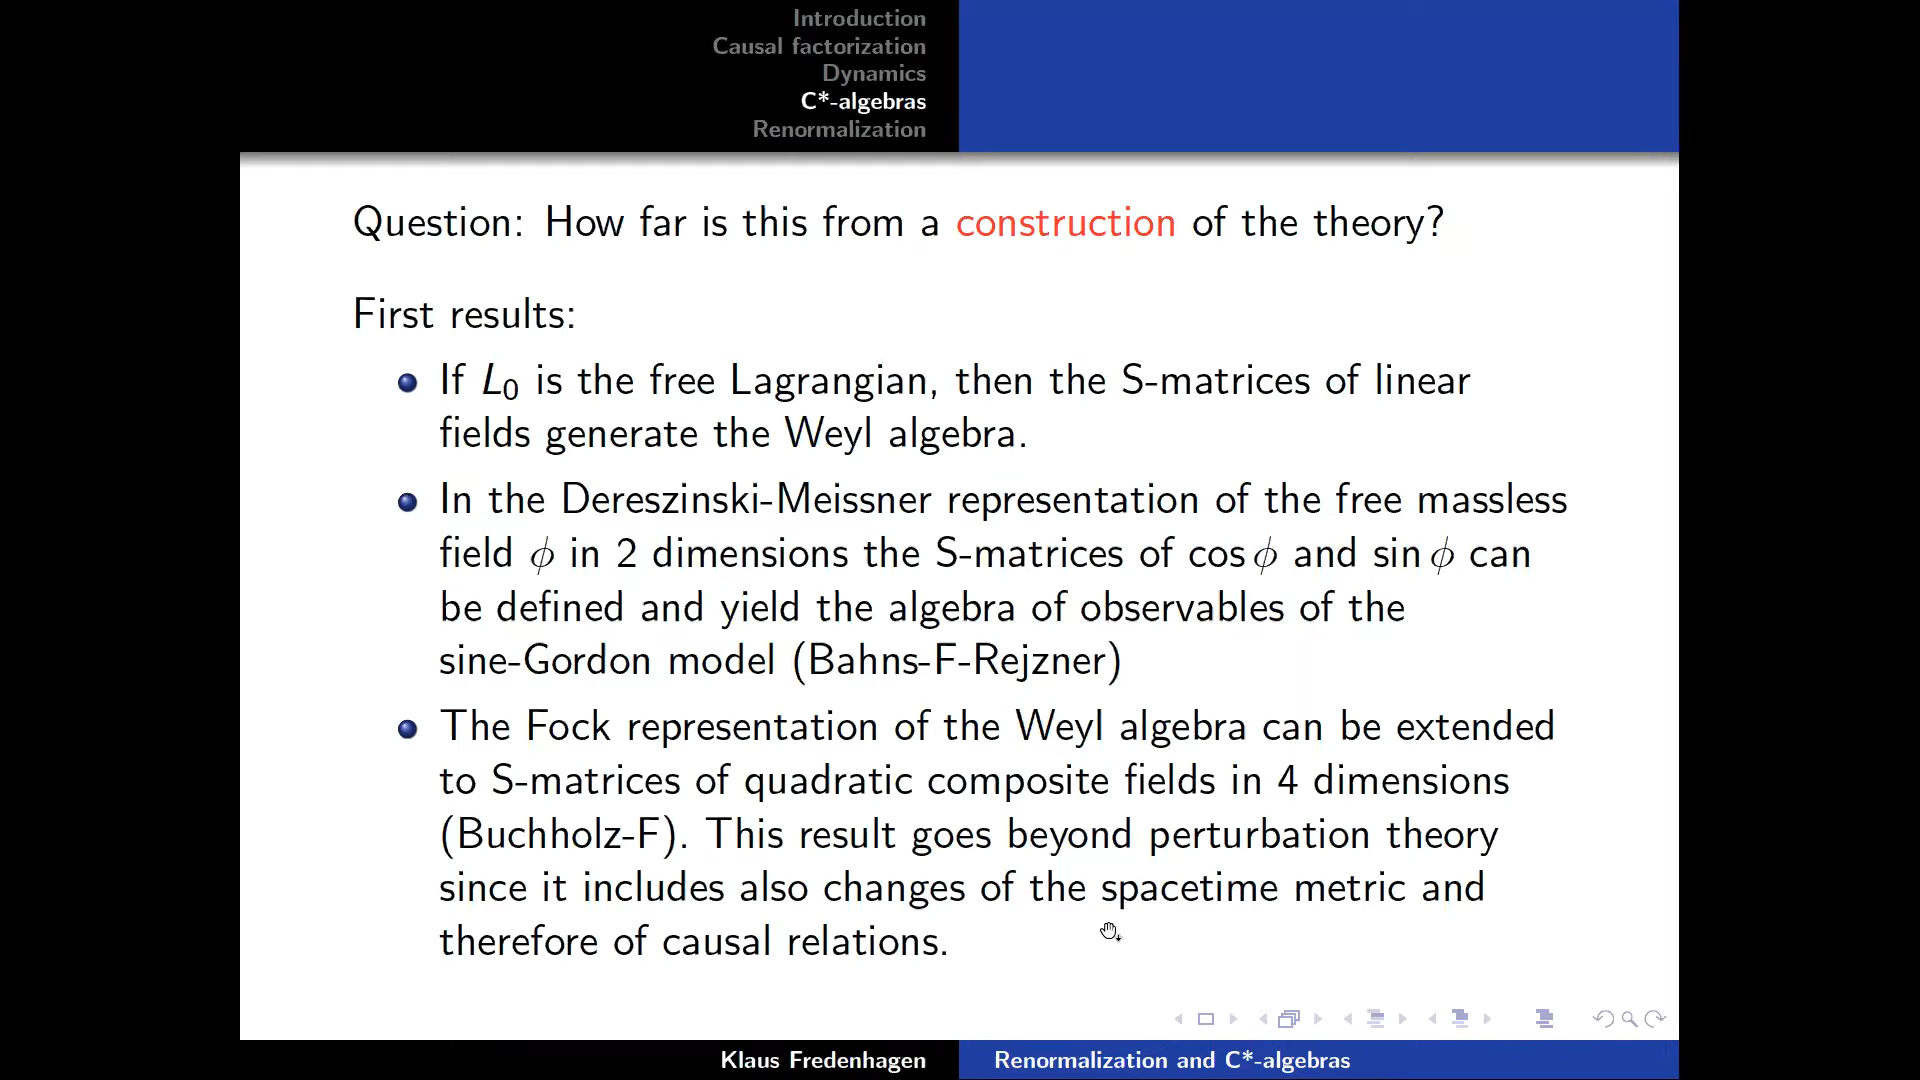 Introduction
Causal factorization
Dynamics
C*-algebras
Renormalization
Question: How far is this from a construction of the theory?
First results:
If L₀ is the free Lagrangian, then the S-matrices of linear
fields generate the Weyl algebra.
In the Dereszinski-Meissner representation of the free massless
field ϕ in 2 dimensions the S-matrices of cos ϕ and sin ϕ can
be defined and yield the algebra of observables of the
sine-Gordon model (Bahns-F-Rejzner)
The Fock representation of the Weyl algebra can be extended
to S-matrices of quadratic composite fields in 4 dimensions
(Buchholz-F). This result goes beyond perturbation theory
since it includes also changes of the spacetime metric and
therefore of causal relations.
Klaus Fredenhagen
Renormalization and C*-algebras